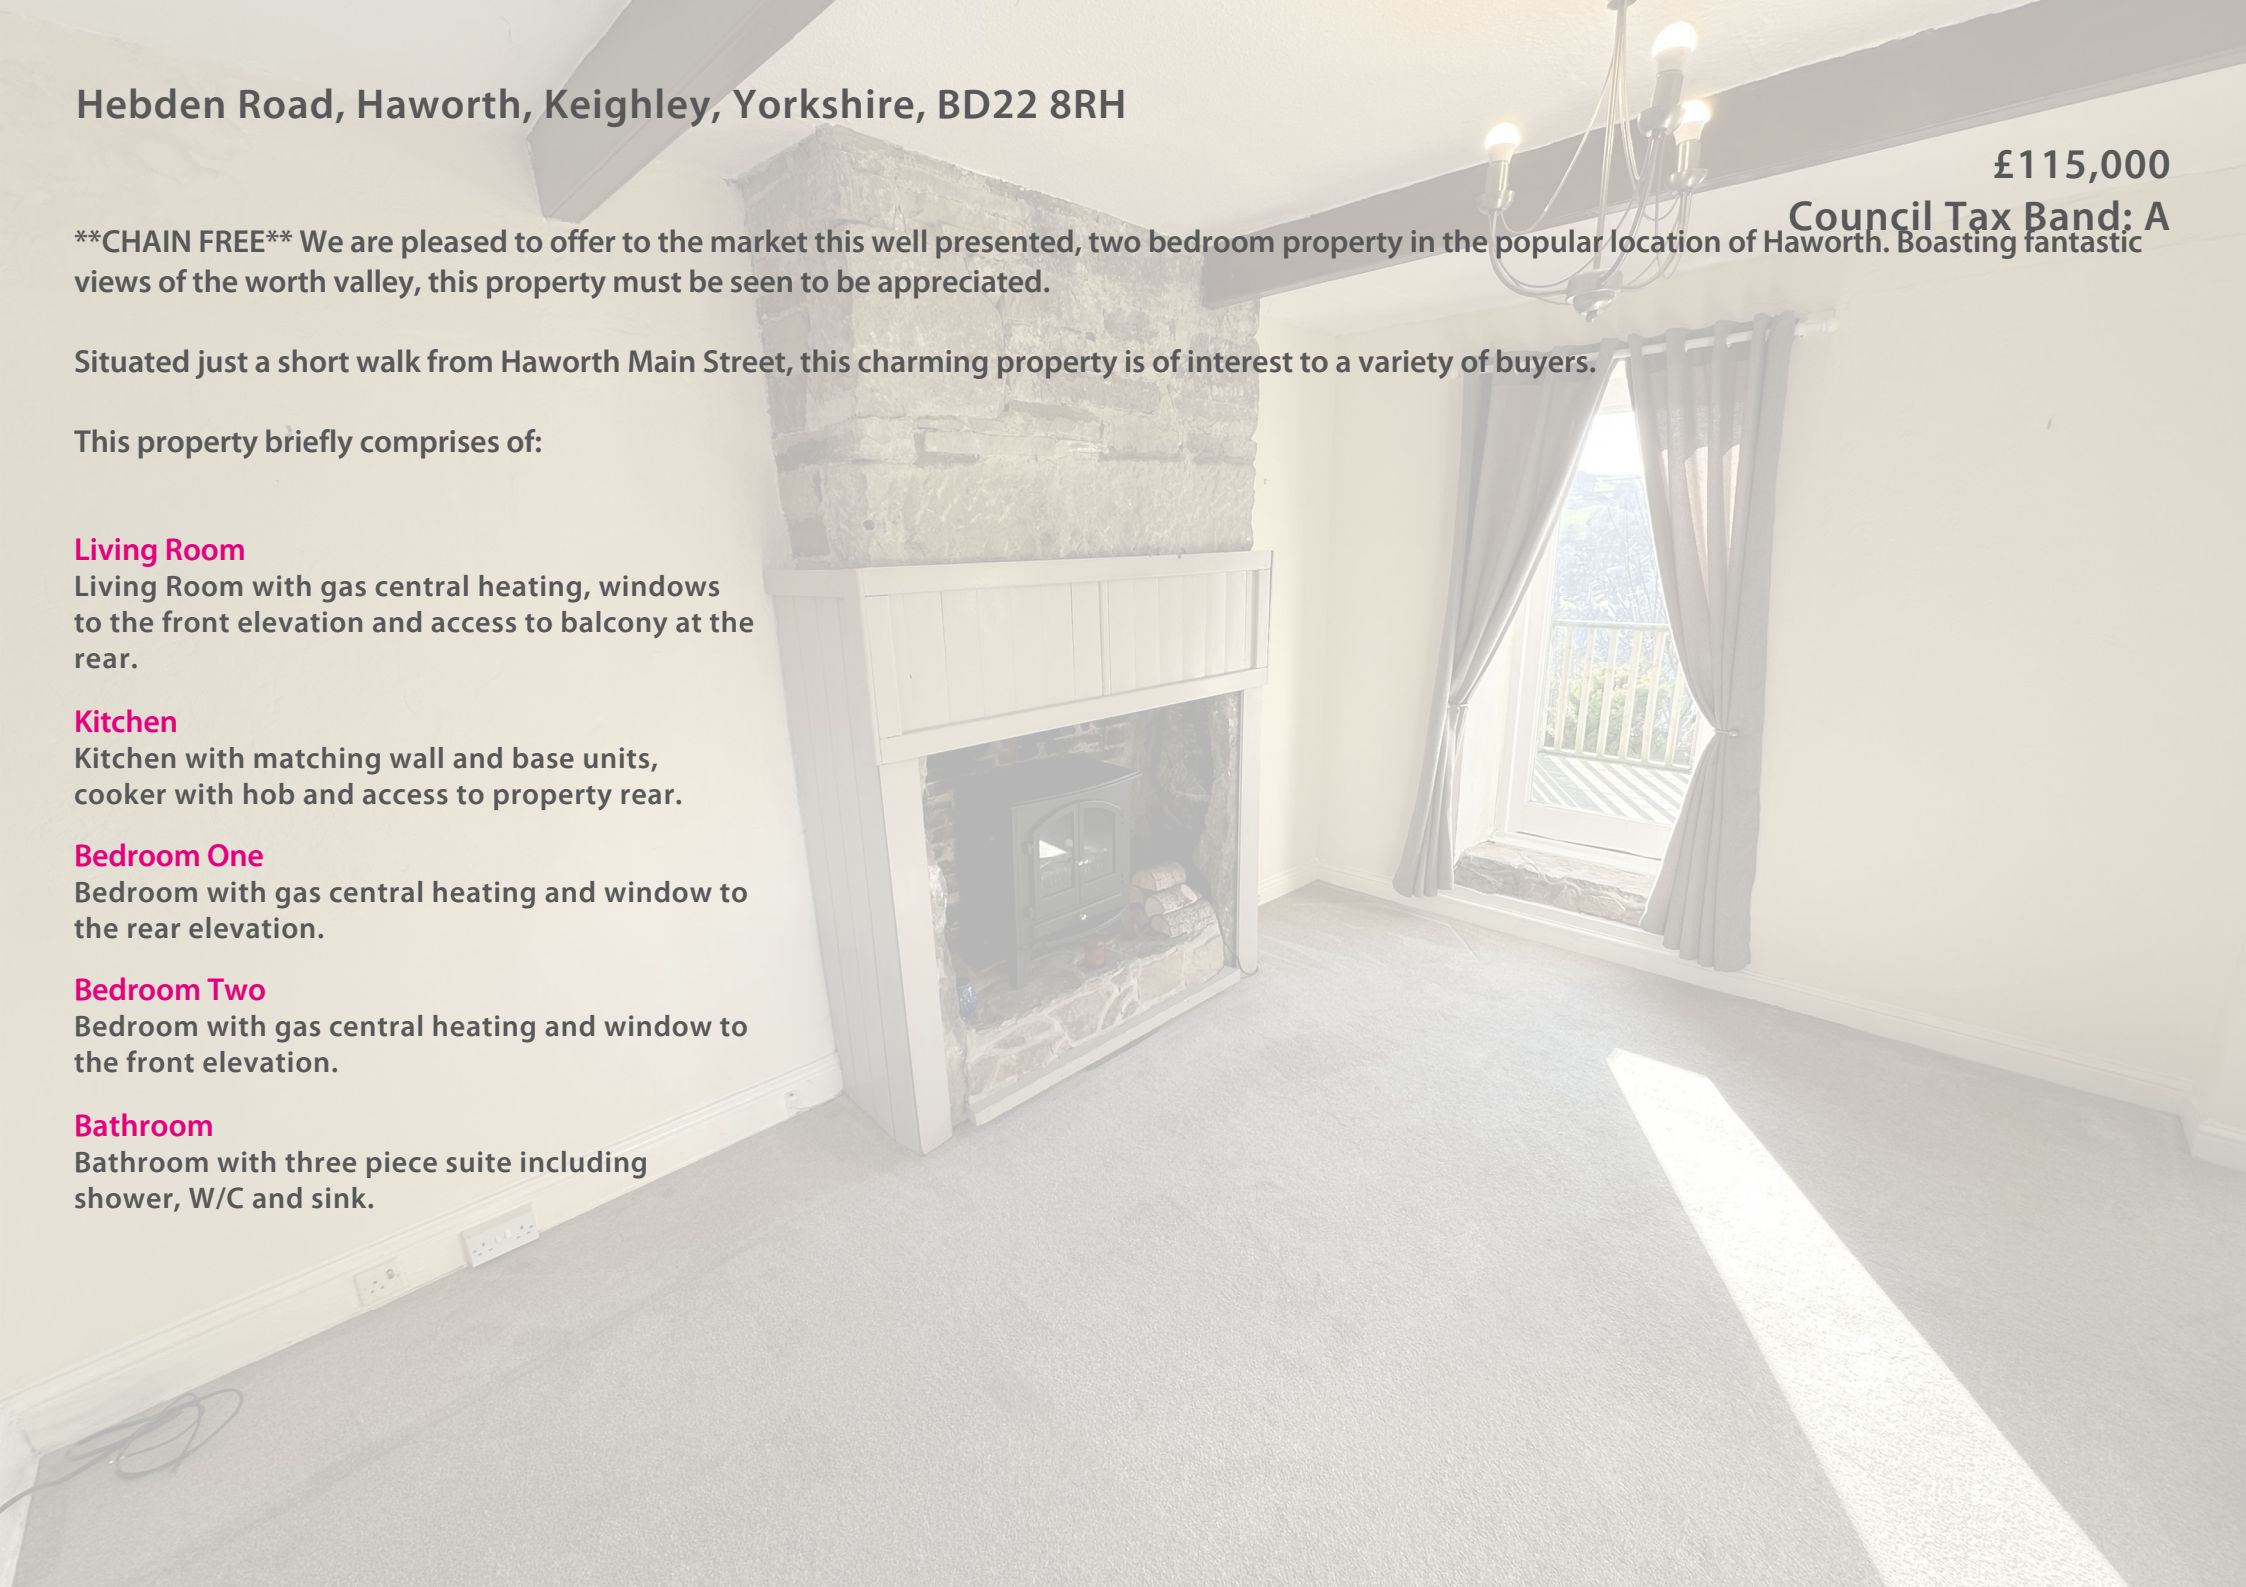 Hebden Road, Haworth, Keighley, Yorkshire, BD22 8RH
£115,000
Council Tax Band: A
**CHAIN FREE** We are pleased to offer to the market this well presented, two bedroom property in the popular location of Haworth. Boasting fantastic
views of the worth valley, this property must be seen to be appreciated.
Situated just a short walk from Haworth Main Street, this charming property is of interest to a variety of buyers.
This property briefly comprises of:
Living Room
Living Room with gas central heating, windows
to the front elevation and access to balcony at the
rear.
Kitchen
Kitchen with matching wall and base units,
cooker with hob and access to property rear.
Bedroom One
Bedroom with gas central heating and window to
the rear elevation.
Bedroom Two
Bedroom with gas central heating and window to
the front elevation.
Bathroom
Bathroom with three piece suite including
shower, W/C and sink.